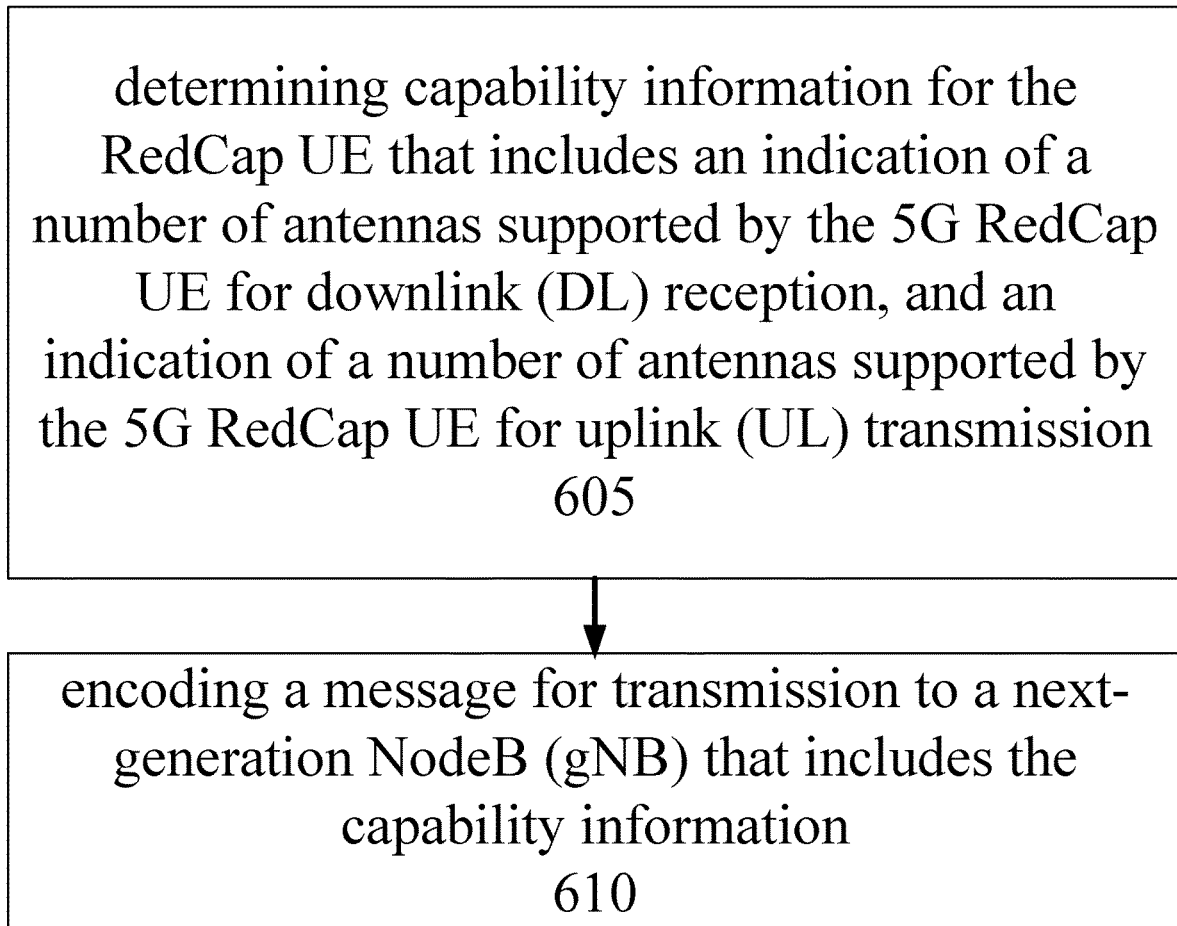 determining capability information for the
RedCap UE that includes an indication of a
number of antennas supported by the 5G RedCap
UE for downlink (DL) reception, and an
indication of a number of antennas supported by
the 5G RedCap UE for uplink (UL) transmission
605
encoding a message for transmission to a next-
generation NodeB (gNB) that includes the
capability information
610